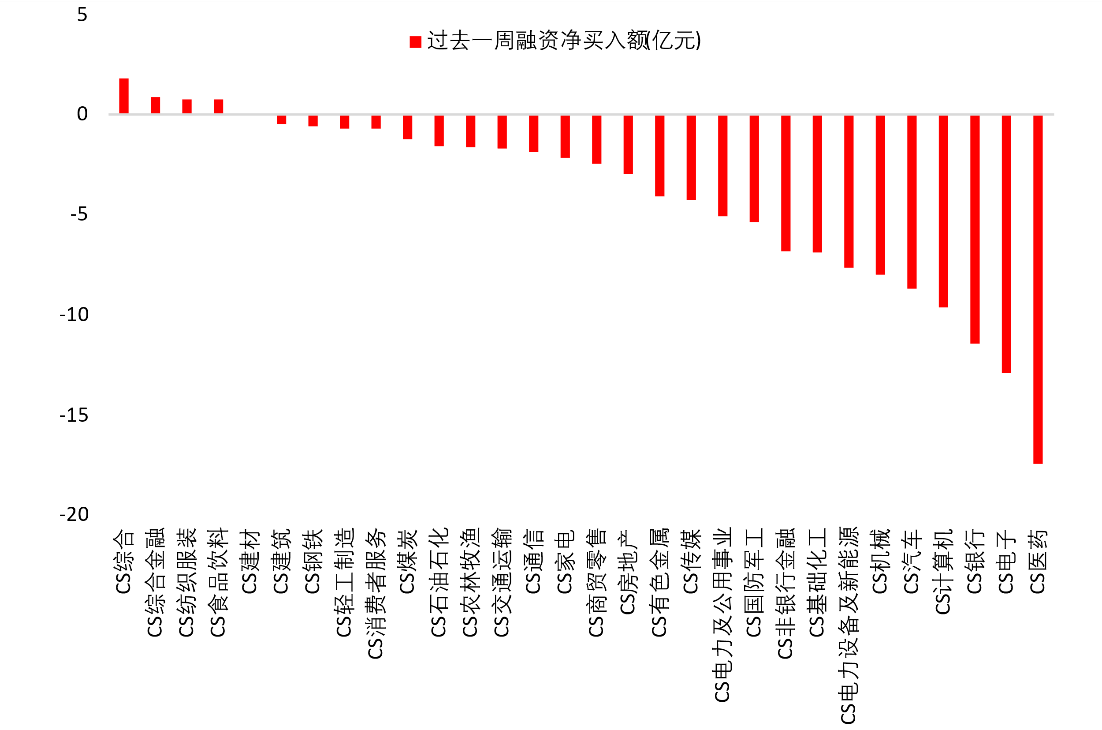 过去一周融资净买入额(亿元)
5
0
-5
-10
-15
-20
CS综合
CS综合金融
CS纺织服装
CS食品饮料
CS建材
CS建筑
CS钢铁
CS轻工制造
CS消费者服务
CS煤炭
CS石油石化
CS农林牧渔
CS交通运输
CS通信
CS家电
CS商贸零售
CS房地产
CS有色金属
CS传媒
CS电力及公用事业
CS国防军工
CS非银行金融
CS基础化工
CS电力设备及新能源
CS机械
CS汽车
CS计算机
CS银行
CS电子
CS医药